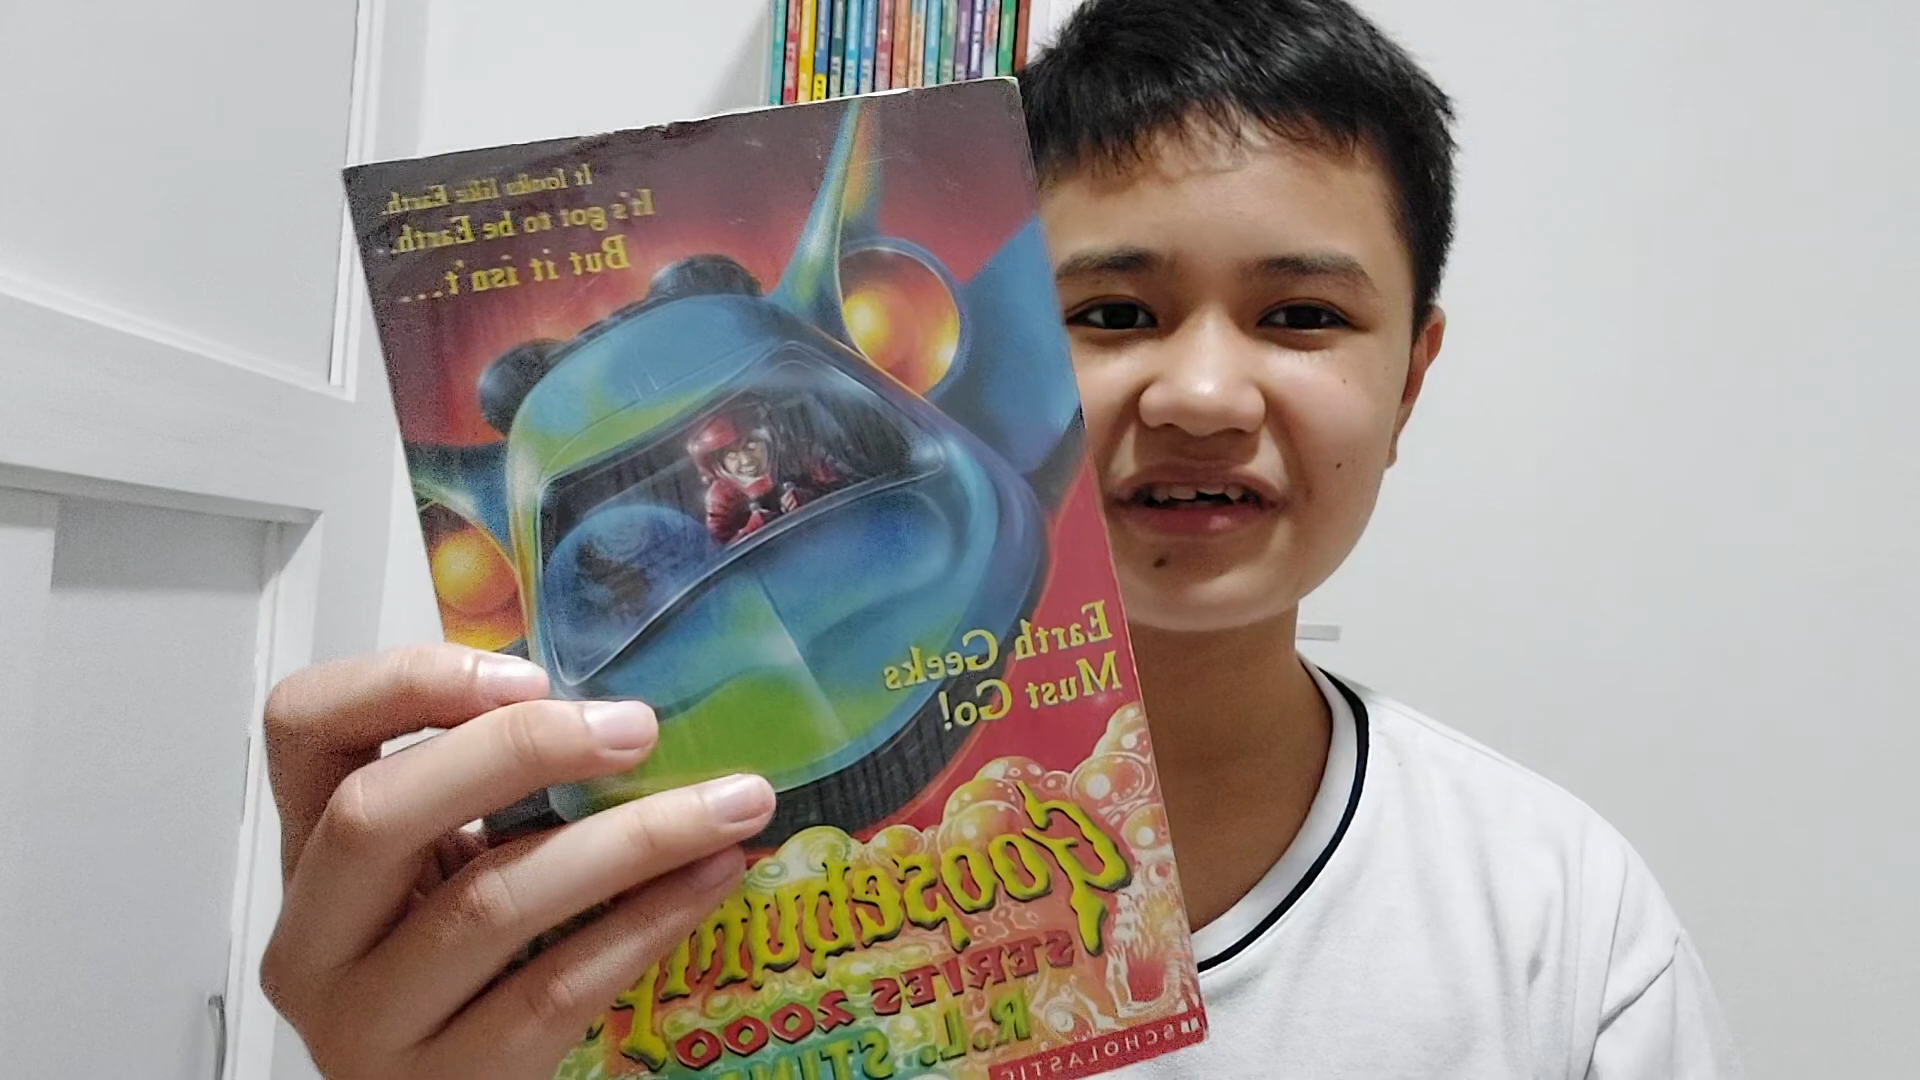 It looks like Earth.
It's got to be Earth.
But it isn't....
Earth Geeks
Must Go!
Goosebumps
SERIES 2000
R.L. STINE
SCHOLASTIC